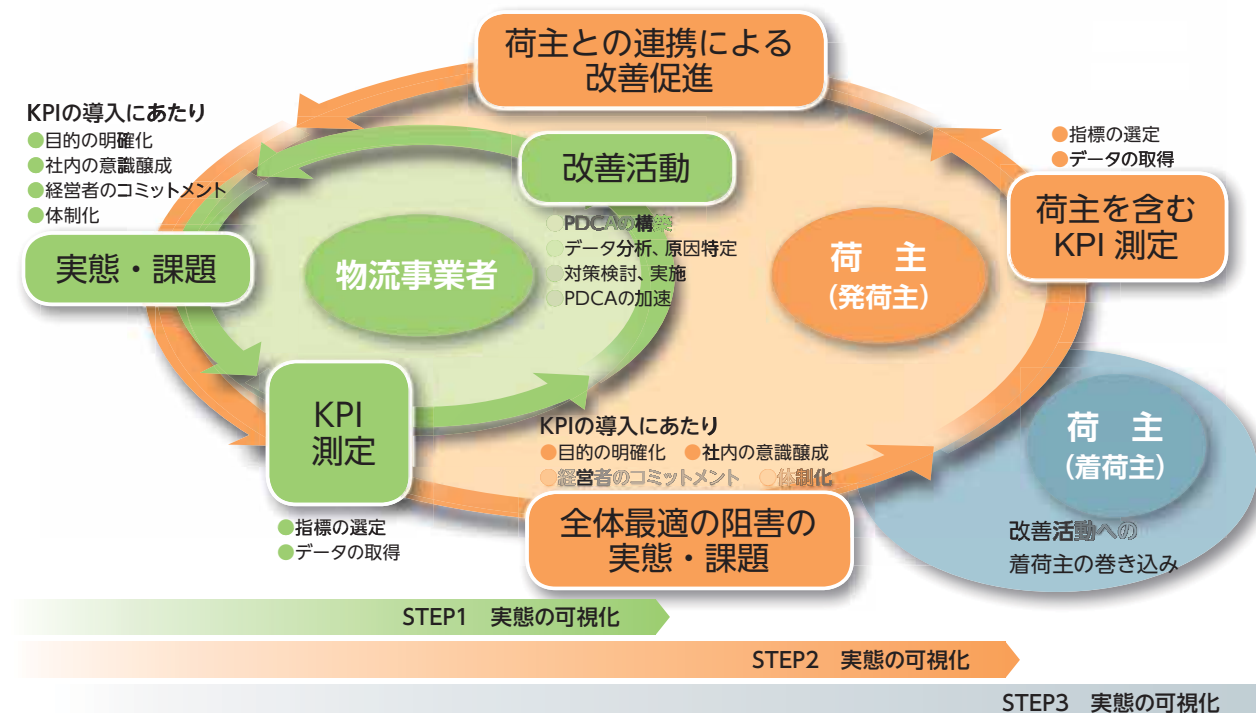 荷主との連携による
改善促進
KPIの導入にあたり
●目的の明確化
●社内の意識醸成
●経営者のコミットメント
●体制化
実態・課題
改善活動
●PDCAの構築
●データ分析、原因特定
●対策検討、実施
●PDCAの加速
物流事業者
KPI
測定
●指標の選定
●データの取得
●指標の選定
●データの取得
荷主を含む
KPI 測定
荷 主
(発荷主)
KPIの導入にあたり
●目的の明確化 ●社内の意識醸成
●経営者のコミットメント ●体制化
全体最適の阻害の
実態・課題
荷 主
(着荷主)
改善活動への
着荷主の巻き込み
STEP1 実態の可視化
STEP2 実態の可視化
STEP3 実態の可視化